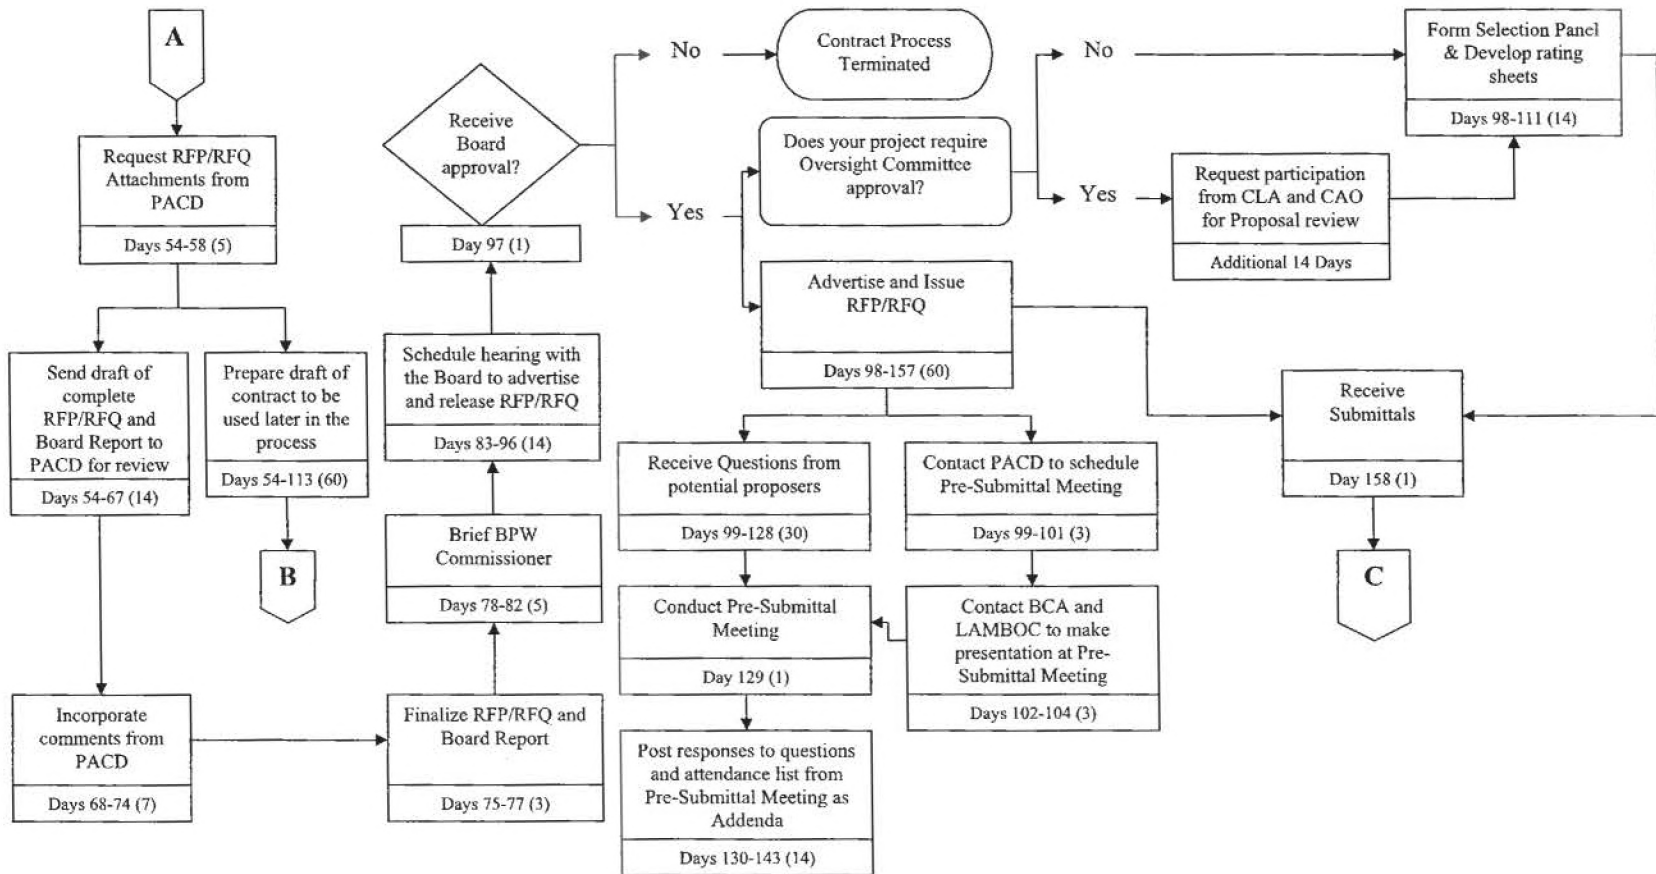 A
Request RFP/RFQ
Attachments from
PACD
Days 54-58 (5)
Send draft of
complete
RFP/RFQ and
Board Report to
PACD for review
Days 54-67 (14)
Prepare draft of
contract to be
used later in the
process
Days 54-113 (60)
B
Incorporate
comments from
PACD
Days 68-74 (7)
Finalize RFP/RFQ and
Board Report
Days 75-77 (3)
Brief BPW
Commissioner
Days 78-82 (5)
Schedule hearing with
the Board to advertise
and release RFP/RFQ
Days 83-96 (14)
Receive
Board
approval?
Day 97 (1)
No
Contract Process
Terminated
Yes
Does your project require
Oversight Committee
approval?
No
Form Selection Panel
& Develop rating
sheets
Days 98-111 (14)
Yes
Request participation
from CLA and CAO
for Proposal review
Additional 14 Days
Advertise and Issue
RFP/RFQ
Days 98-157 (60)
Receive Questions from
potential proposers
Days 99-128 (30)
Contact PACD to schedule
Pre-Submittal Meeting
Days 99-101 (3)
Conduct Pre-Submittal
Meeting
Day 129 (1)
Contact BCA and
LAMBOC to make
presentation at Pre-
Submittal Meeting
Days 102-104 (3)
Post responses to questions
and attendance list from
Pre-Submittal Meeting as
Addenda
Days 130-143 (14)
Receive
Submittals
Day 158 (1)
C